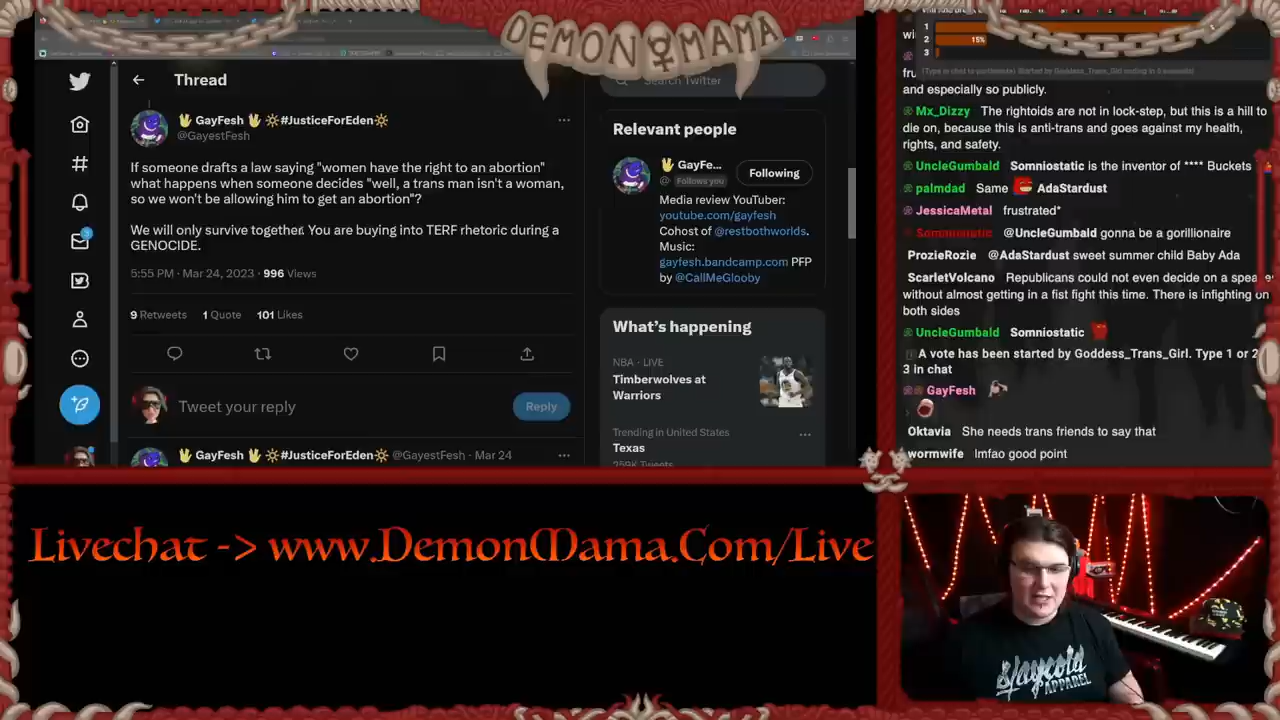 DEMON MAMA
Thread
Search Twitter
🖖 GayFesh 🖖 🔆#JusticeForEden🔆
@GayestFesh
If someone drafts a law saying "women have the right to an abortion"
what happens when someone decides "well, a trans man isn't a woman,
so we won't be allowing him to get an abortion"?
We will only survive together. You are buying into TERF rhetoric during a
GENOCIDE.
5:55 PM · Mar 24, 2023 · 996 Views
9 Retweets 1 Quote 101 Likes
Tweet your reply
Reply
🖖 GayFesh 🖖 🔆#JusticeForEden🔆 @GayestFesh · Mar 24
Relevant people
🖖 GayFe...
Following
@ Follows you
Media review YouTuber:
youtube.com/gayfesh
Cohost of @restbothworlds.
Music:
gayfesh.bandcamp.com PFP
by @CallMeGlooby
What's happening
NBA · LIVE
Timberwolves at
Warriors
Trending in United States
Texas
259K Tweets
1
2 15%
3
and especially so publicly.
Mx_Dizzy The rightoids are not in lock-step, but this is a hill to
die on, because this is anti-trans and goes against my health,
rights, and safety.
UncleGumbald Somniostatic is the inventor of **** Buckets
palmdad Same AdaStardust
JessicaMetal frustrated*
Somniostatic @UncleGumbald gonna be a gorillionaire
ProzieRozie @AdaStardust sweet summer child Baby Ada
ScarletVolcano Republicans could not even decide on a spea
without almost getting in a fist fight this time. There is infighting on
both sides
UncleGumbald Somniostatic
A vote has been started by Goddess_Trans_Girl. Type 1 or 2
3 in chat
GayFesh
Oktavia She needs trans friends to say that
wormwife lmfao good point
Livechat -> www.DemonMama.Com/Live
staycold
APPAREL